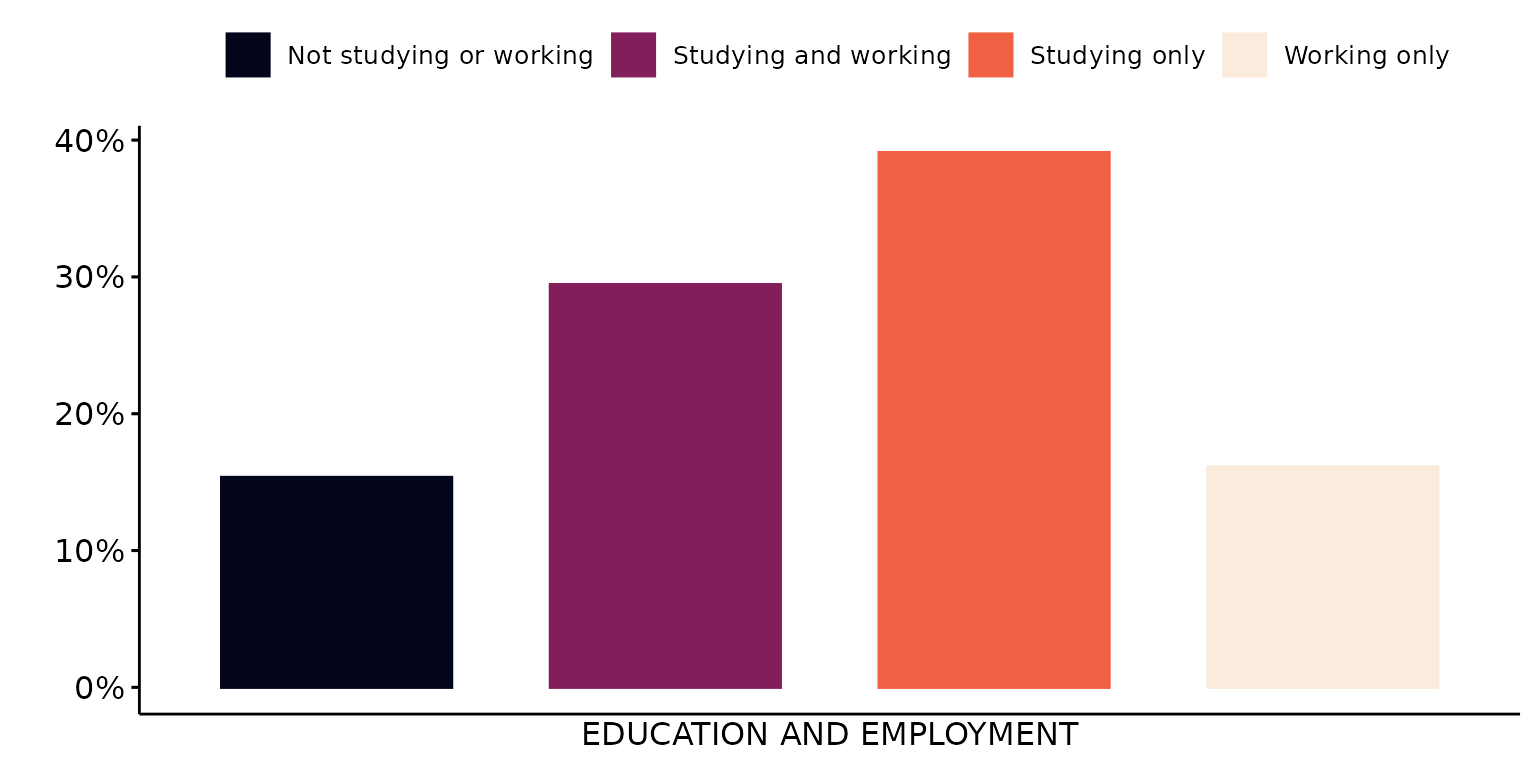 Not studying or working Studying and working Studying only Working only
40%
30%
20%
10%
0%
EDUCATION AND EMPLOYMENT